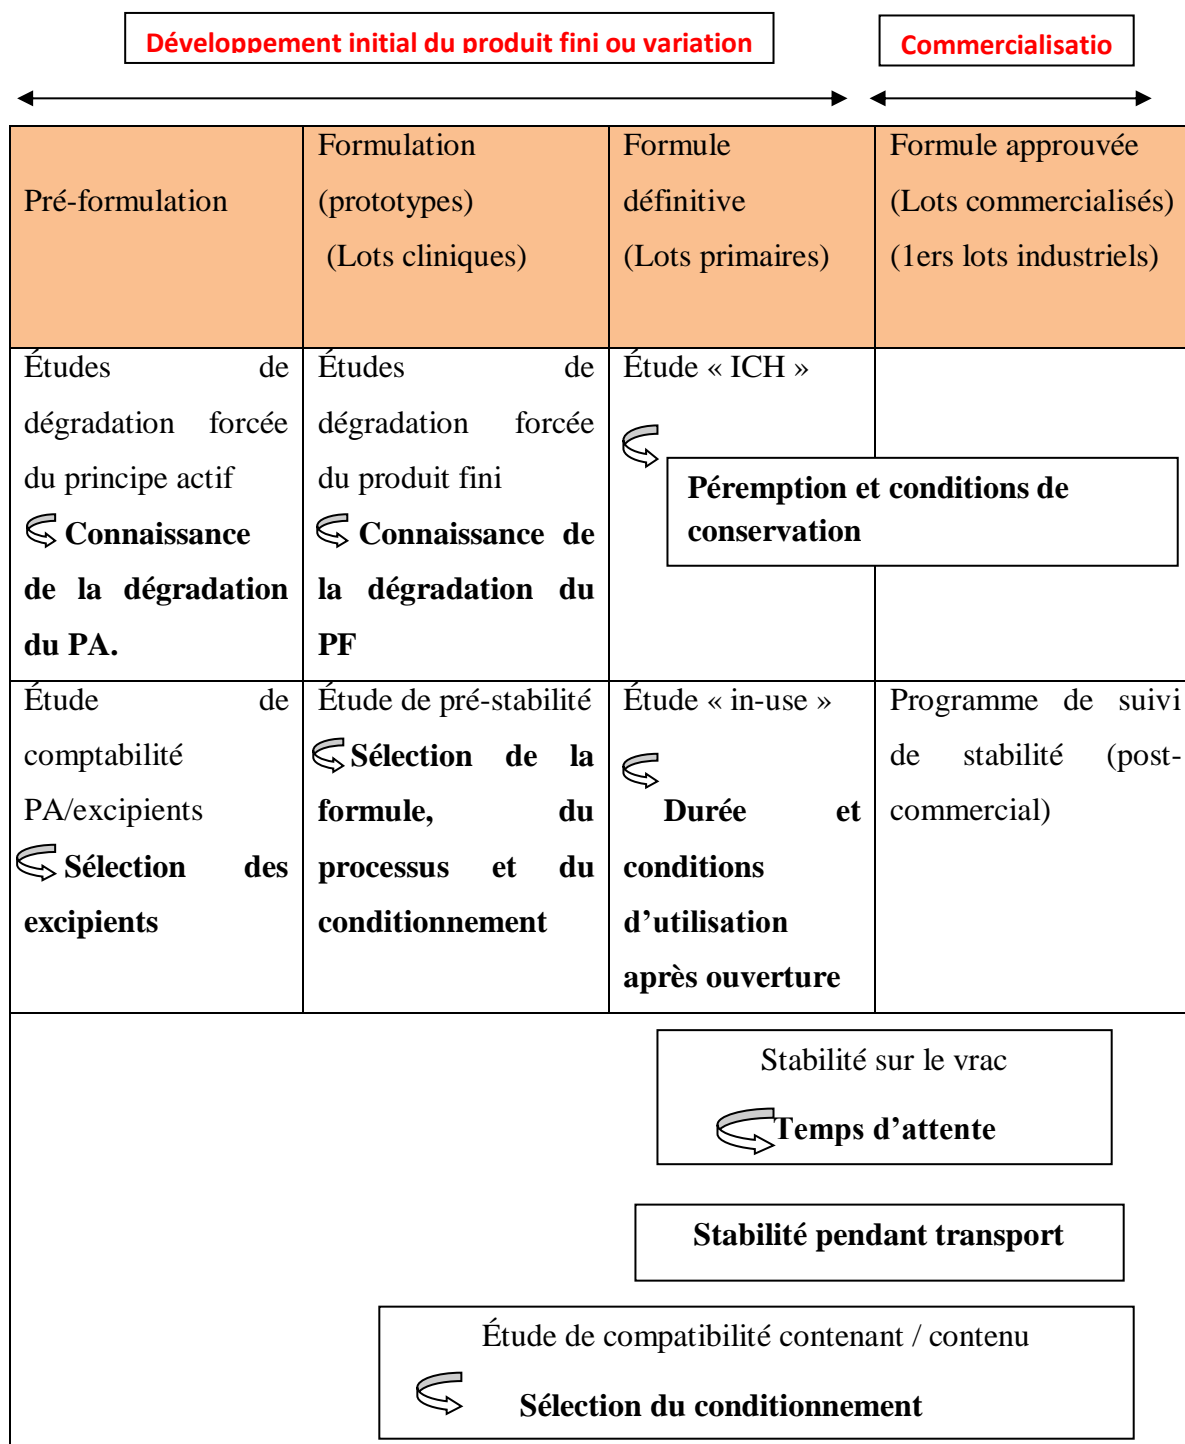 Développement initial du produit fini ou variation
Commercialisatio
Pré-formulation
Formulation
(prototypes)
(Lots cliniques)
Formule
définitive
(Lots primaires)
Formule approuvée
(Lots commercialisés)
(1ers lots industriels)
Études de
dégradation forcée
du principe actif
Connaissance
de la dégradation
du PA.
Études de
dégradation forcée
du produit fini
Connaissance de
la dégradation du
PF
Étude « ICH »
Péremption et conditions de
conservation
Étude de
comptabilité
PA/excipients
Sélection des
excipients
Étude de pré-stabilité
Sélection de la
formule, du
processus et du
conditionnement
Étude « in-use »
Durée et
conditions
d’utilisation
après ouverture
Programme de suivi
de stabilité (post-
commercial)
Stabilité sur le vrac
Temps d’attente
Stabilité pendant transport
Étude de compatibilité contenant / contenu
Sélection du conditionnement